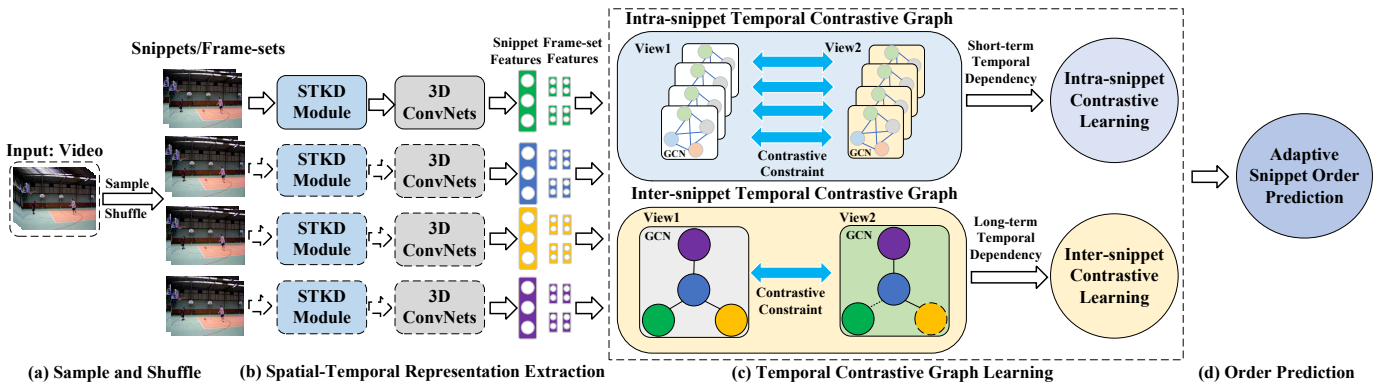 Input: Video
Sample
Shuffle
Snippets/Frame-sets
STKD
Module
3D
ConvNets
STKD
Module
3D
ConvNets
STKD
Module
3D
ConvNets
STKD
Module
3D
ConvNets
Snippet
Features
Frame-set
Features
Intra-snippet Temporal Contrastive Graph
View1
View2
GCN
GCN
Contrastive
Constraint
Short-term
Temporal
Dependency
Intra-snippet
Contrastive
Learning
Inter-snippet Temporal Contrastive Graph
View1
GCN
View2
GCN
Contrastive
Constraint
Long-term
Temporal
Dependency
Inter-snippet
Contrastive
Learning
Adaptive
Snippet Order
Prediction
(a) Sample and Shuffle
(b) Spatial-Temporal Representation Extraction
(c) Temporal Contrastive Graph Learning
(d) Order Prediction